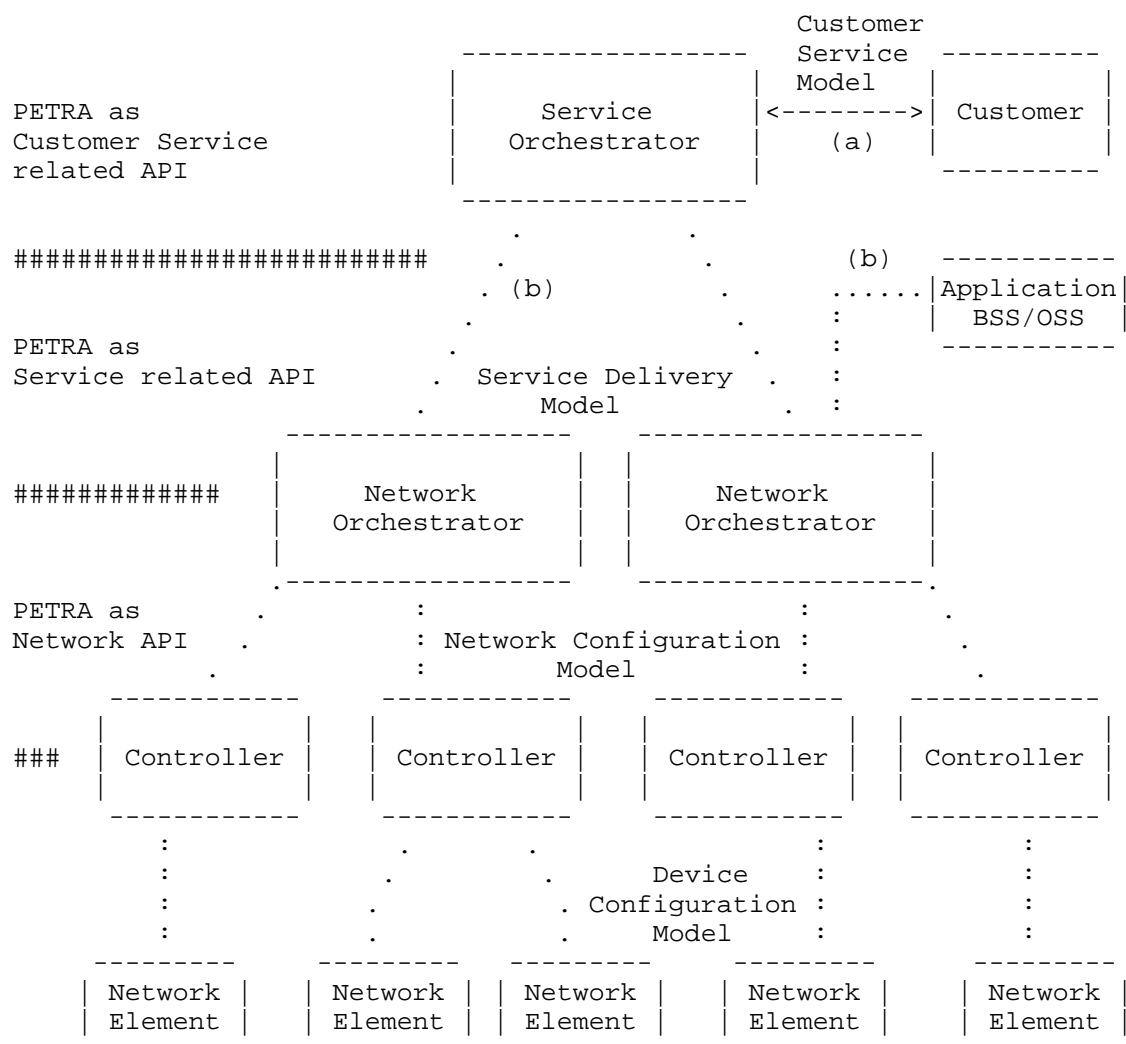 Customer
Service
Model
PETRA as Service Customer
Customer Service Orchestrator (a)
related API
########################## (b)
(b) Application
BSS/OSS
PETRA as
Service related API Service Delivery
Model
############# Network Network
Orchestrator Orchestrator
PETRA as
Network API Network Configuration
Model
### Controller Controller Controller Controller
Device
Configuration
Model
Network Network Network Network Network
Element Element Element Element Element